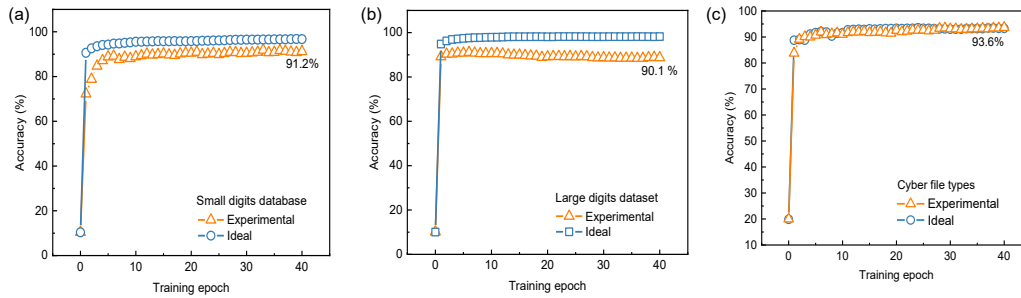 (a)
Accuracy (%)
100
80
60
40
20
0
91.2%
Small digits database
Experimental
Ideal
0
10
20
30
40
Training epoch
(b)
Accuracy (%)
100
80
60
40
20
0
90.1 %
Large digits dataset
Experimental
Ideal
0
10
20
30
40
Training epoch
(c)
Accuracy (%)
100
90
80
70
60
50
40
30
20
10
93.6%
Cyber file types
Experimental
Ideal
0
10
20
30
40
Training epoch